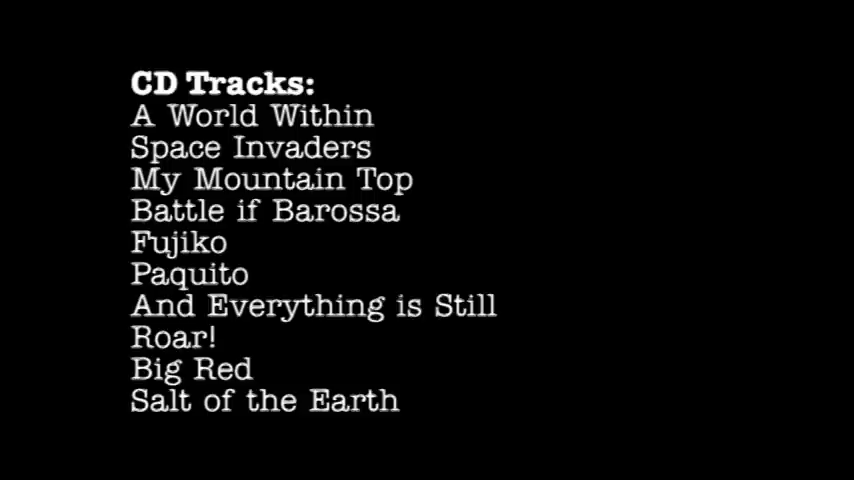 CD Tracks:
A World Within
Space Invaders
My Mountain Top
Battle if Barossa
Fujiko
Paquito
And Everything is Still
Roar!
Big Red
Salt of the Earth